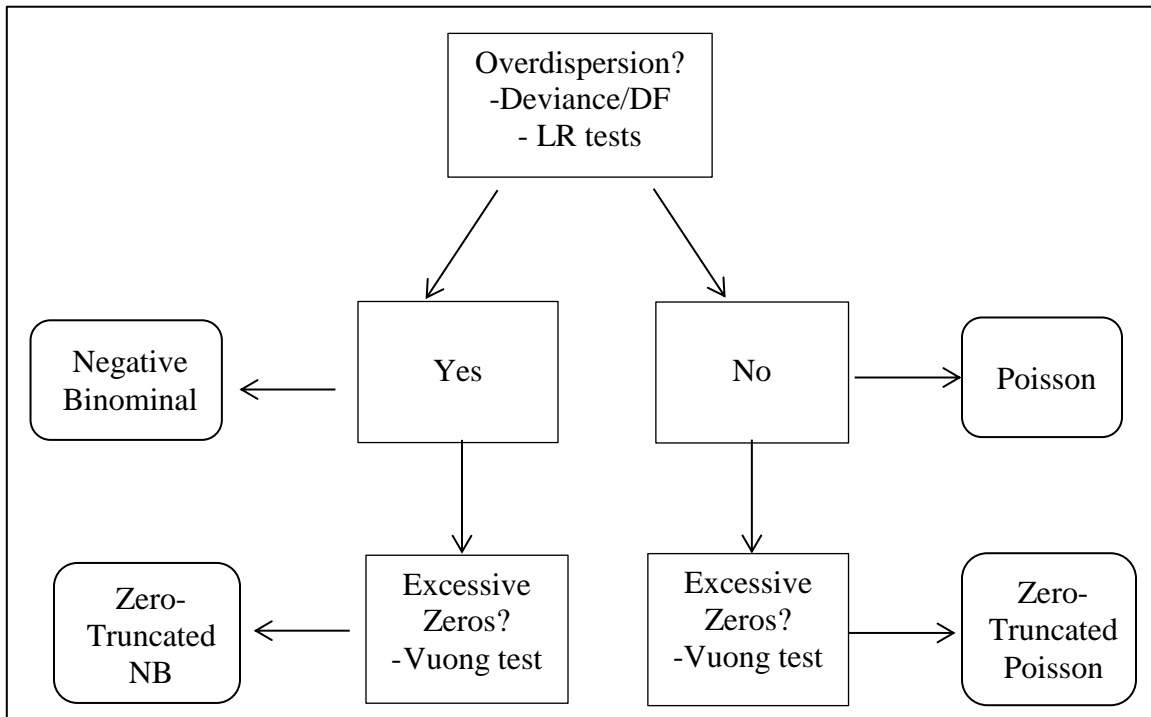 Overdispersion?
-Deviance/DF
- LR tests
Negative
Binominal
Yes
No
Poisson
Zero-
Truncated
NB
Excessive
Zeros?
-Vuong test
Excessive
Zeros?
-Vuong test
Zero-
Truncated
Poisson